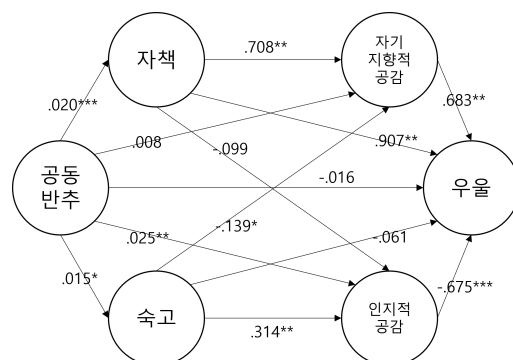 자책
.708**
자기
지향적
공감
.020***
.008
-.099
.907**
.683**
공동
반추
-.016
우울
.025**
-.139*
-.061
.015*
숙고
.314**
인지적
공감
-.675***